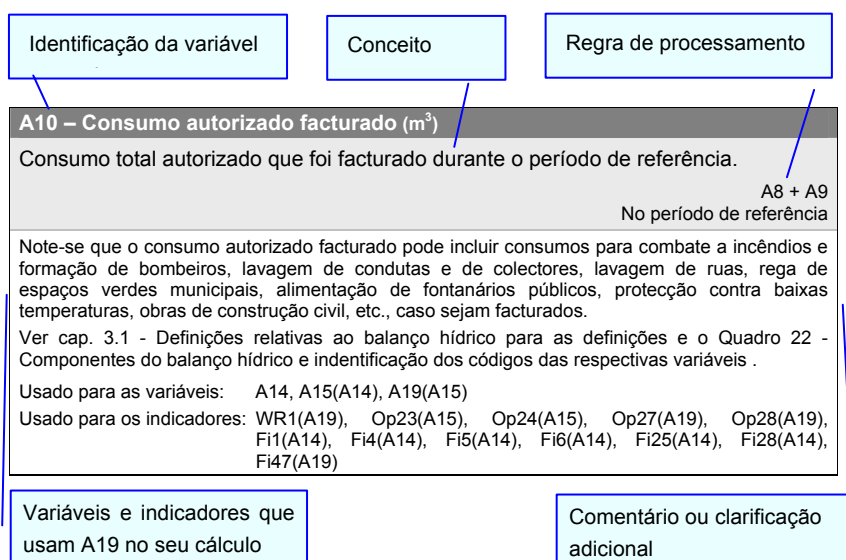 Identificação da variável
Conceito
Regra de processamento
A10 – Consumo autorizado facturado (m³)
Consumo total autorizado que foi facturado durante o período de referência.
A8 + A9
No período de referência
Note-se que o consumo autorizado facturado pode incluir consumos para combate a incêndios e
formação de bombeiros, lavagem de condutas e de colectores, lavagem de ruas, rega de
espaços verdes municipais, alimentação de fontanários públicos, protecção contra baixas
temperaturas, obras de construção civil, etc., caso sejam facturados.
Ver cap. 3.1 - Definições relativas ao balanço hídrico para as definições e o Quadro 22 -
Componentes do balanço hídrico e indentificação dos códigos das respectivas variáveis .
Usado para as variáveis: A14, A15(A14), A19(A15)
Usado para os indicadores: WR1(A19), Op23(A15), Op24(A15), Op27(A19), Op28(A19),
Fi1(A14), Fi4(A14), Fi5(A14), Fi6(A14), Fi25(A14), Fi28(A14),
Fi47(A19)
Variáveis e indicadores que
usam A19 no seu cálculo
Comentário ou clarificação
adicional